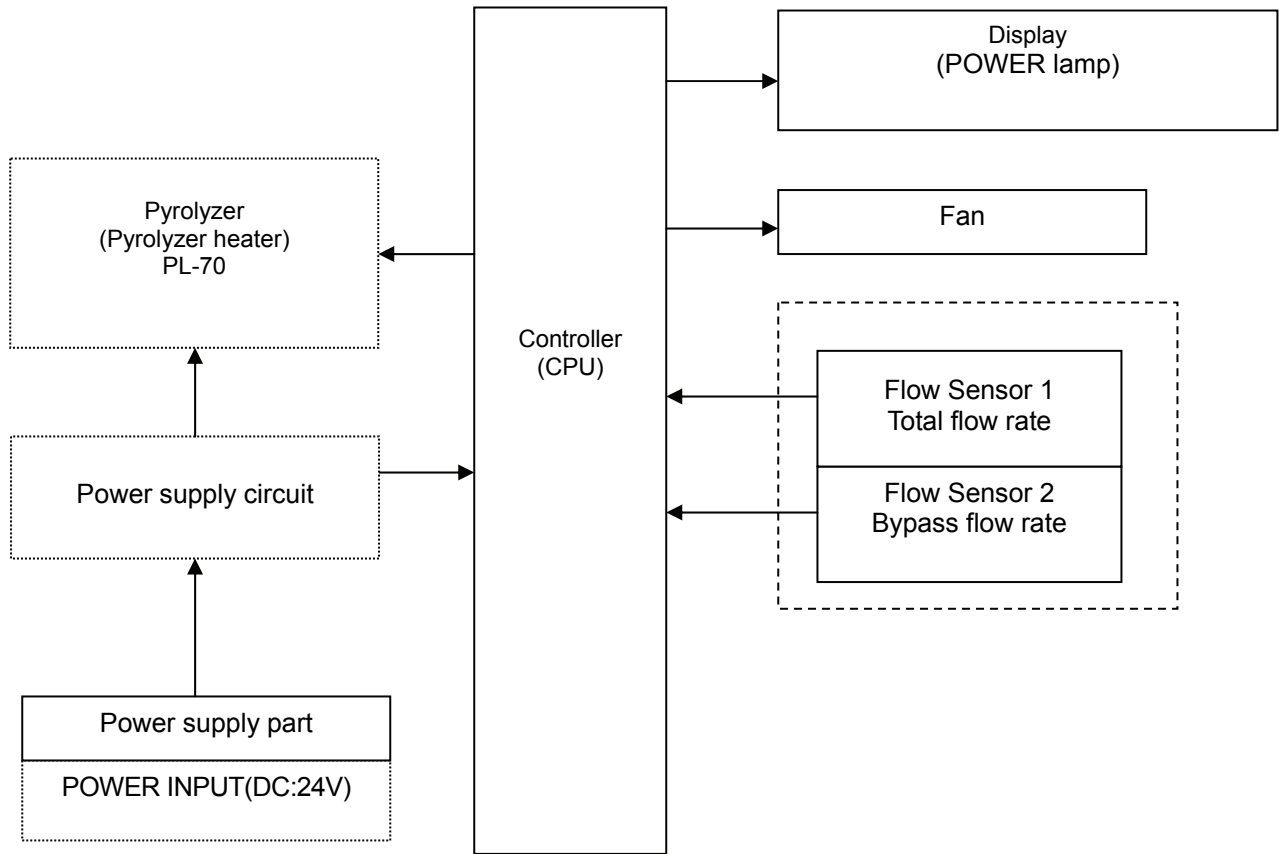 Display
(POWER lamp)
Pyrolyzer
(Pyrolyzer heater)
PL-70
Fan
Controller
(CPU)
Flow Sensor 1
Total flow rate
Power supply circuit
Flow Sensor 2
Bypass flow rate
Power supply part
POWER INPUT(DC:24V)